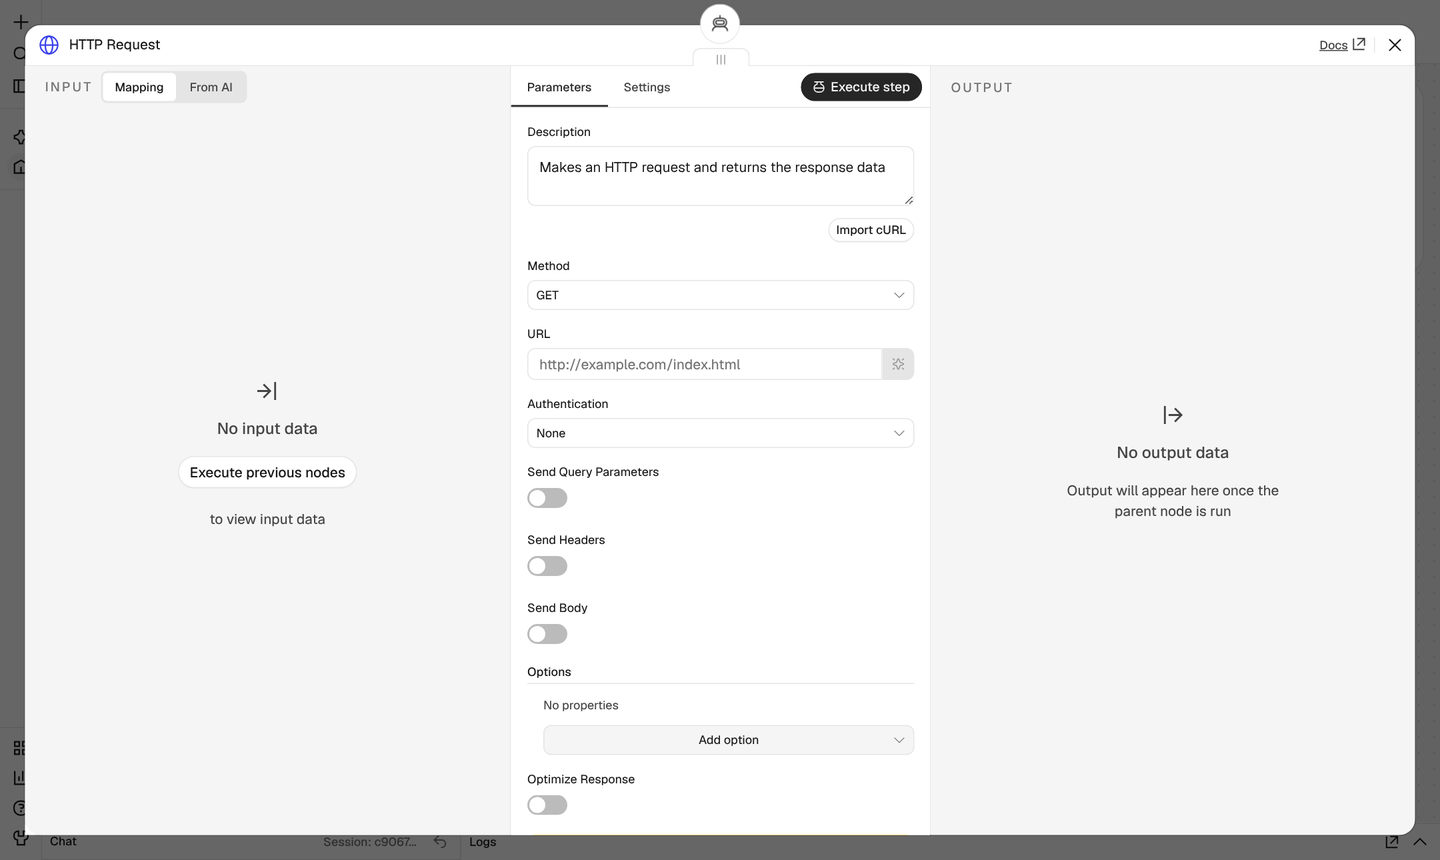 HTTP Request
Docs
INPUT
Mapping
From AI
No input data
Execute previous nodes
to view input data
Parameters
Settings
Execute step
Description
Makes an HTTP request and returns the response data
Import cURL
Method
GET
URL
http://example.com/index.html
Authentication
None
Send Query Parameters
Send Headers
Send Body
Options
No properties
Add option
Optimize Response
OUTPUT
No output data
Output will appear here once the
parent node is run
Chat
Session: c9067...
Logs